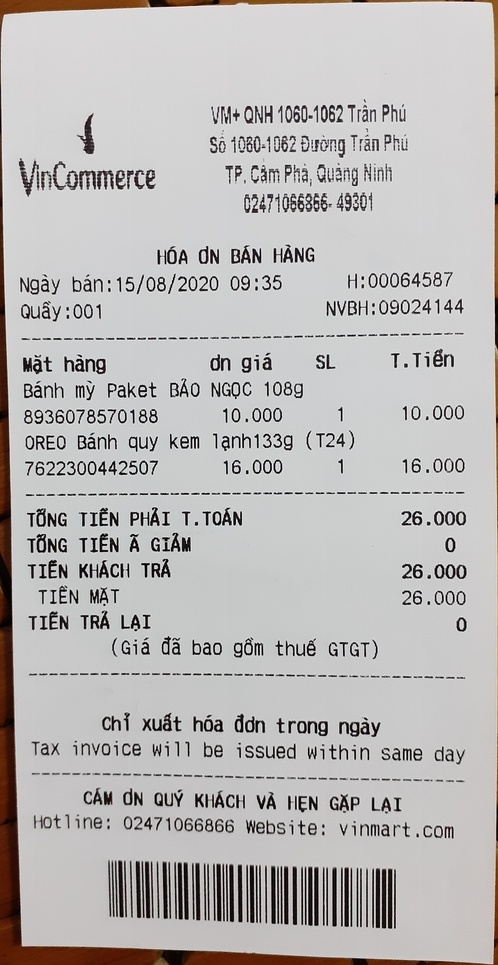 VinCommerce
VM+ QNH 1060-1062 Trần Phú
Số 1060-1062 Đường Trần Phú
TP. Cẩm Phả, Quảng Ninh
02471066866- 49301
HÓA ƠN BÁN HÀNG
Ngày bán:15/08/2020 09:35 H:00064587
Quầy:001 NVBH:09024144
Mặt hàng ơn giá SL T.Tiền
Bánh mỳ Paket BẢO NGỌC 108g
8936078570188 10.000 1 10.000
OREO Bánh quy kem lạnh133g (T24)
7622300442507 16.000 1 16.000
TỔNG TIỀN PHẢI T.TOÁN 26.000
TỔNG TIỀN Ã GIẢM 0
TIỀN KHÁCH TRẢ 26.000
TIỀN MẶT 26.000
TIỀN TRẢ LẠI 0
(Giá đã bao gồm thuế GTGT)
Chỉ xuất hóa đơn trong ngày
Tax invoice will be issued within same day
CẢM ƠN QUÝ KHÁCH VÀ HẸN GẶP LẠI
Hotline: 02471066866 Website: vinmart.com